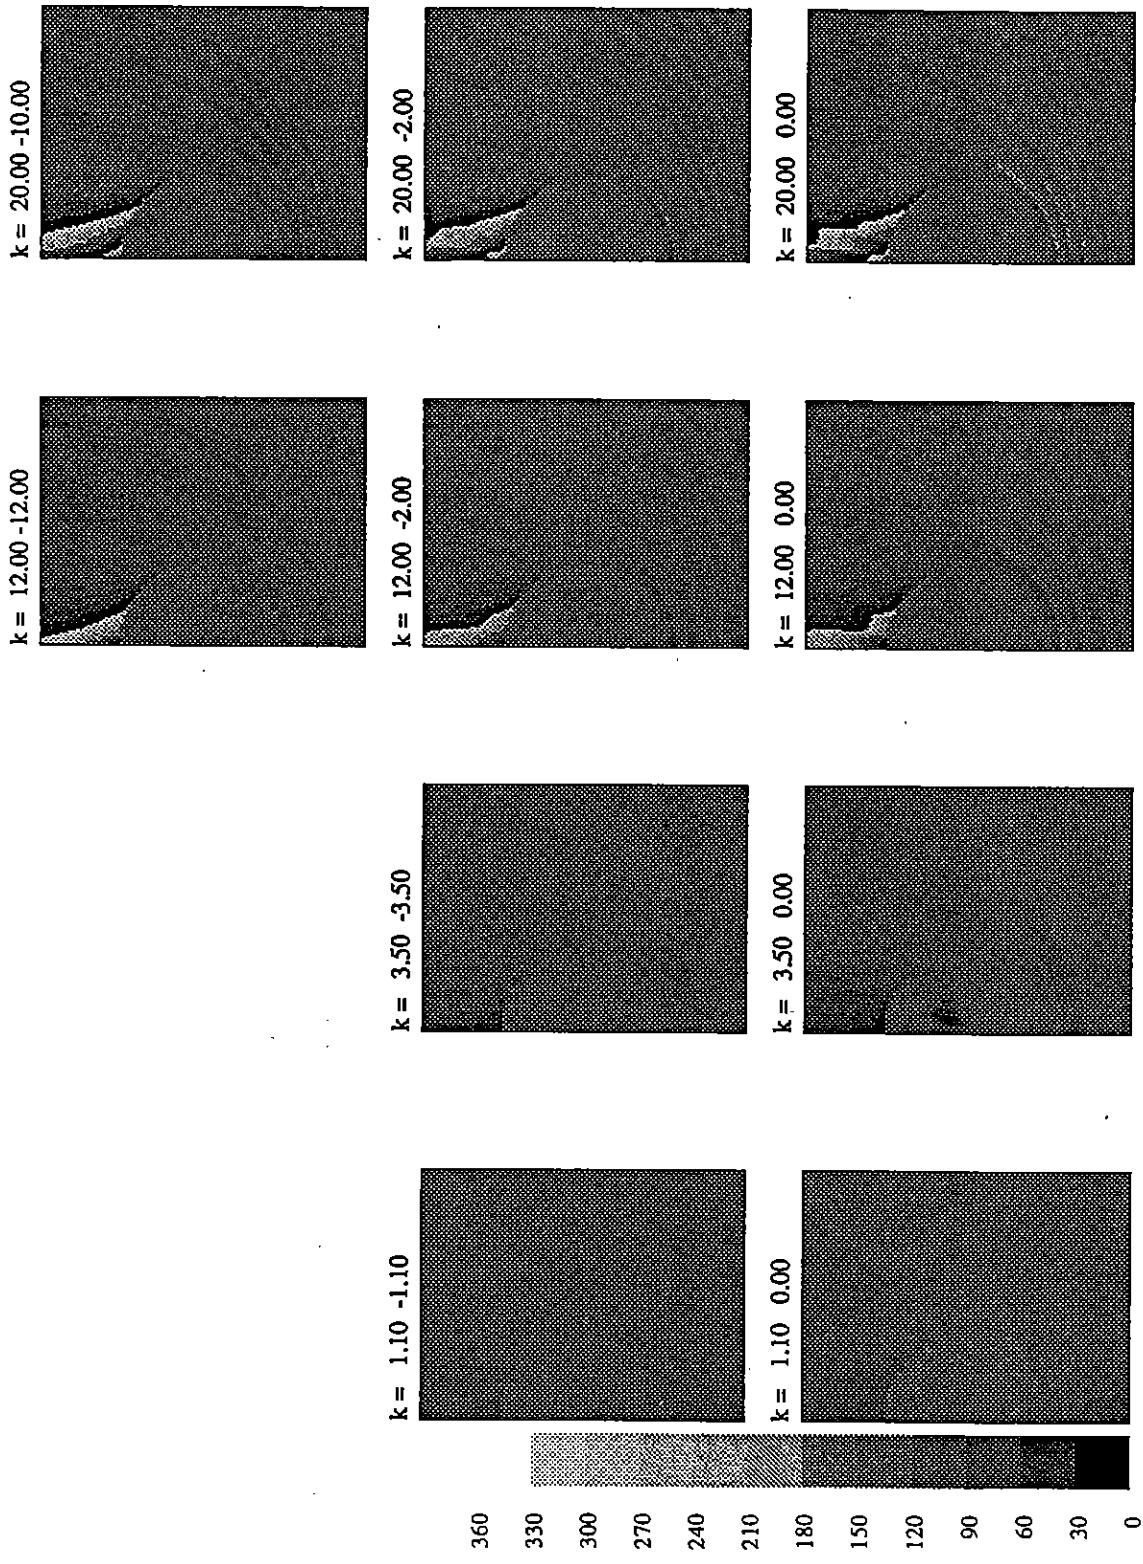 k = 20.00 -10.00
k = 20.00 -2.00
k = 20.00 0.00
k = 12.00 -12.00
k = 12.00 -2.00
k = 12.00 0.00
k = 3.50 -3.50
k = 3.50 0.00
k = 1.10 -1.10
k = 1.10 0.00
360
330
300
270
240
210
180
150
120
90
60
30
0